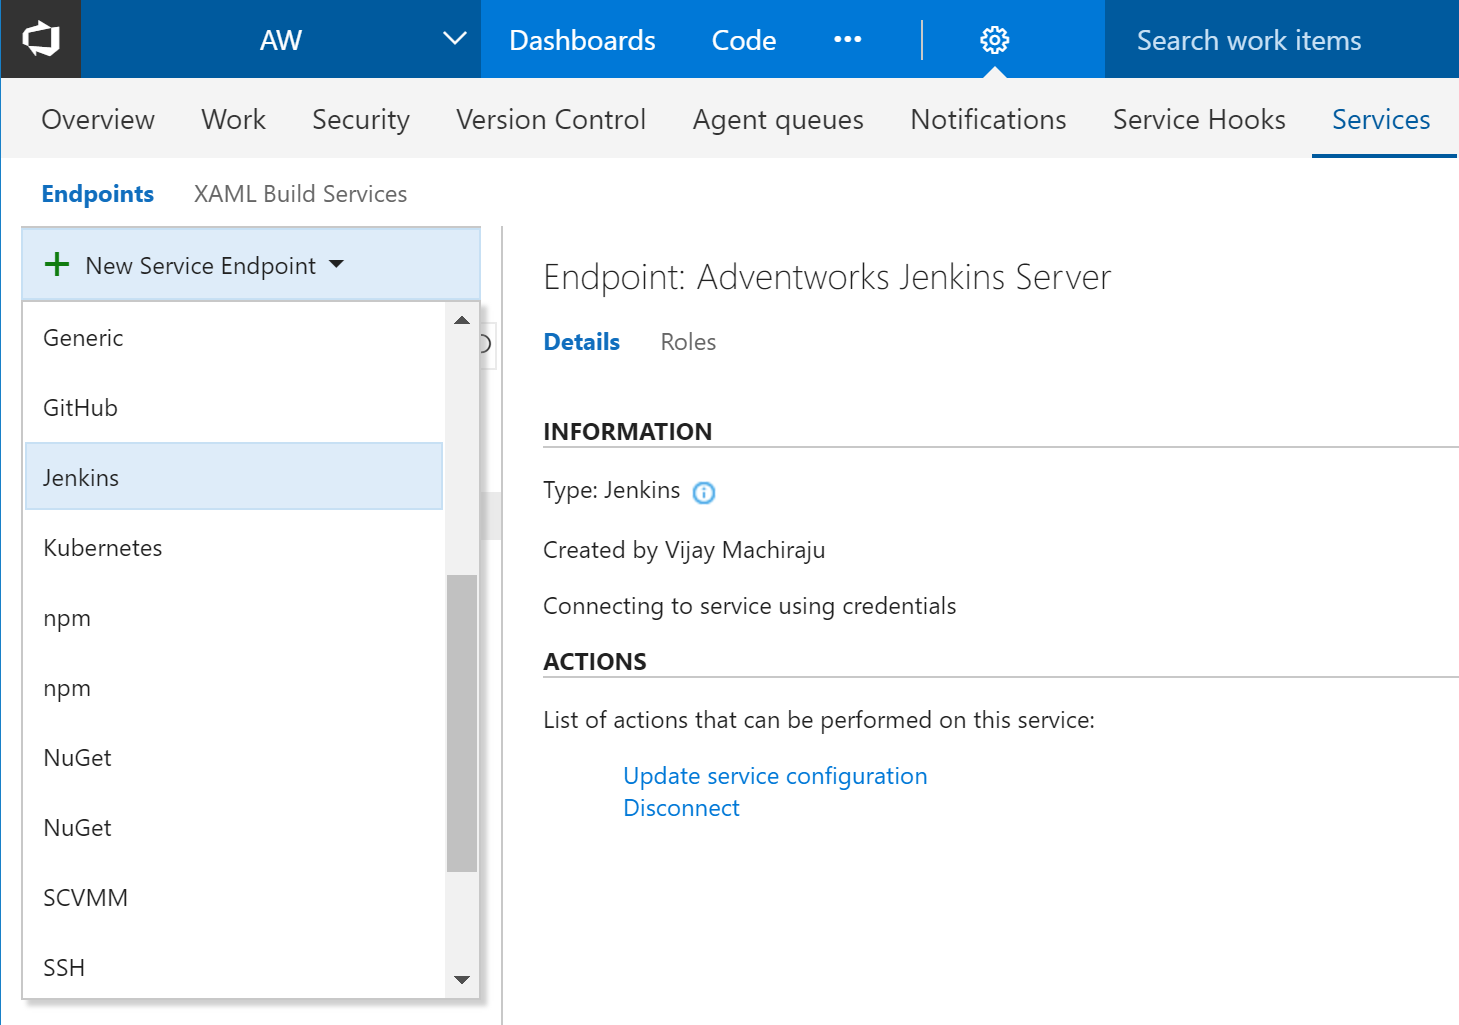 AW Dashboards Code ••• Search work items
Overview Work Security Version Control Agent queues Notifications Service Hooks Services
Endpoints XAML Build Services
+ New Service Endpoint
Generic
GitHub
Jenkins
Kubernetes
npm
npm
NuGet
NuGet
SCVMM
SSH
Endpoint: Adventworks Jenkins Server
Details Roles
INFORMATION
Type: Jenkins
Created by Vijay Machiraju
Connecting to service using credentials
ACTIONS
List of actions that can be performed on this service:
Update service configuration
Disconnect